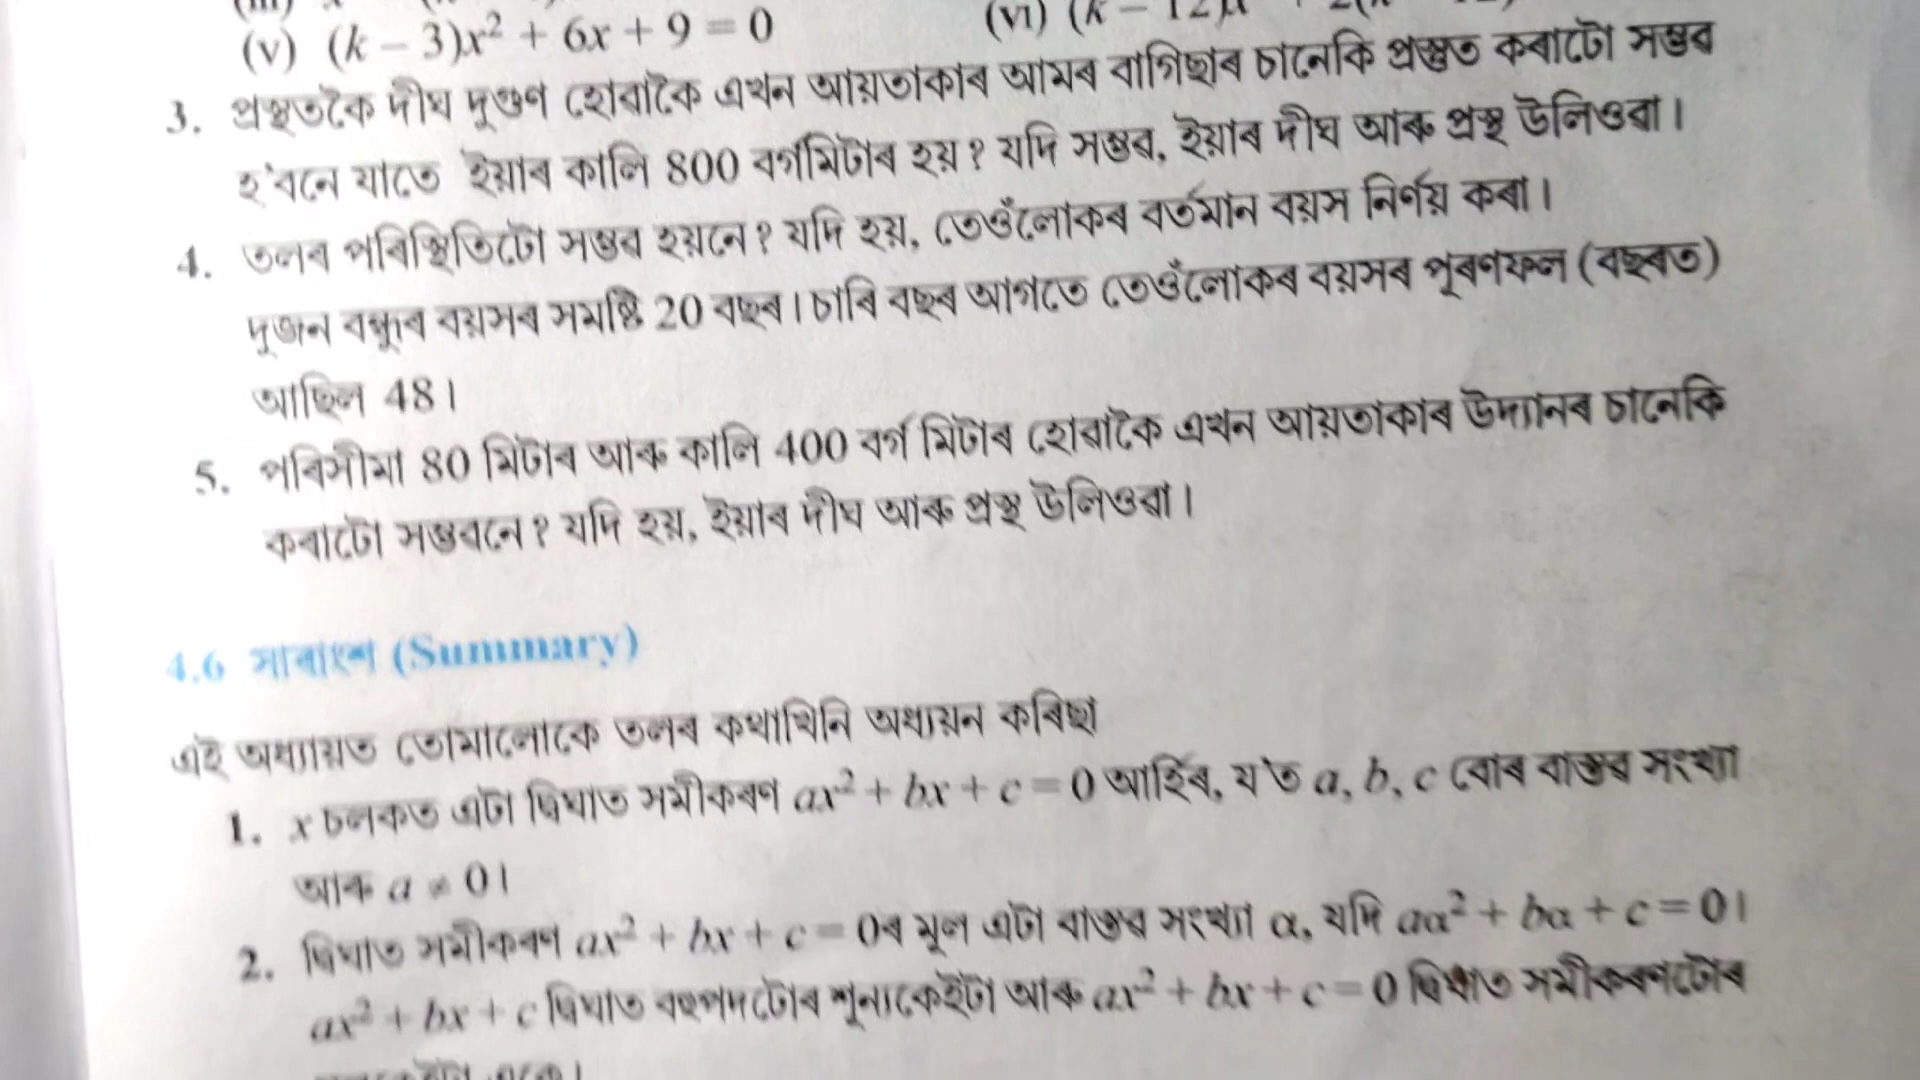 (v) (k – 3)x² + 6x + 9 = 0
(vi) (k – 12)x
3. প্ৰস্থতকৈ দীঘ দুগুণ হোৱাকৈ এখন আয়তাকাৰ আমৰ বাগিছাৰ চানেকি প্ৰস্তুত কৰাটো সম্ভৱ
হ'বনে যাতে ইয়াৰ কালি 800 বৰ্গমিটাৰ হয়? যদি সম্ভৱ, ইয়াৰ দীঘ আৰু প্ৰস্থ উলিওৱা।
4. তলৰ পৰিস্থিতিটো সম্ভৱ হয়নে? যদি হয়, তেওঁলোকৰ বৰ্তমান বয়স নিৰ্ণয় কৰা।
দুজন বন্ধুৰ বয়সৰ সমষ্টি 20 বছৰ। চাৰি বছৰ আগতে তেওঁলোকৰ বয়সৰ পূৰণফল (বছৰত)
আছিল 48।
5. পৰিসীমা 80 মিটাৰ আৰু কালি 400 বৰ্গ মিটাৰ হোৱাকৈ এখন আয়তাকাৰ উদ্যানৰ চানেকি
কৰাটো সম্ভৱনে? যদি হয়, ইয়াৰ দীঘ আৰু প্ৰস্থ উলিওৱা।
4.6 সাৰাংশ (Summary)
এই অধ্যায়ত তোমালোকে তলৰ কথাখিনি অধ্যয়ন কৰিছা
1. x চলকত এটা দ্বিঘাত সমীকৰণ ax² + bx + c = 0 আৰ্হিৰ, য'ত a, b, c বোৰ বাস্তৱ সংখ্যা
আৰু a ≠ 0।
2. দ্বিঘাত সমীকৰণ ax² + bx + c = 0ৰ মূল এটা বাস্তৱ সংখ্যা α, যদি aα² + bα + c = 0।
ax² + bx + c দ্বিঘাত বহুপদটোৰ শূন্যকেইটা আৰু ax² + bx + c = 0 দ্বিঘাত সমীকৰণটোৰ